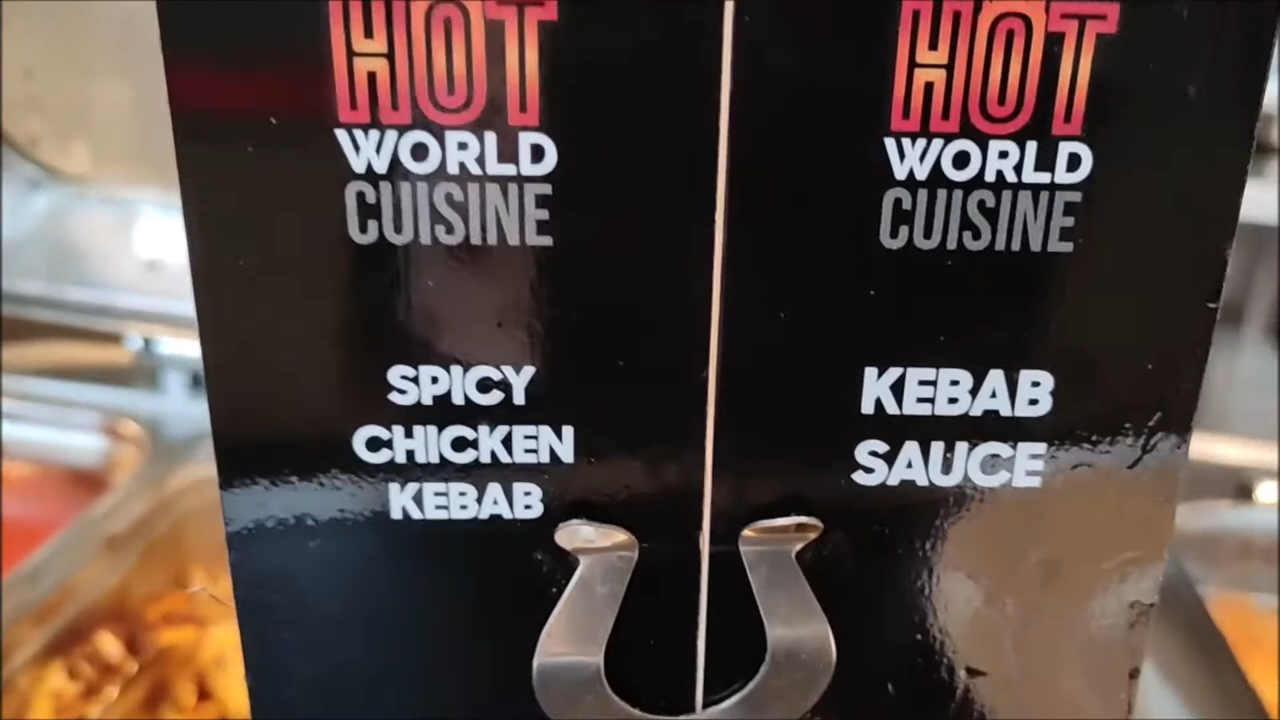 HOT
WORLD
CUISINE
SPICY
CHICKEN
KEBAB
HOT
WORLD
CUISINE
KEBAB
SAUCE